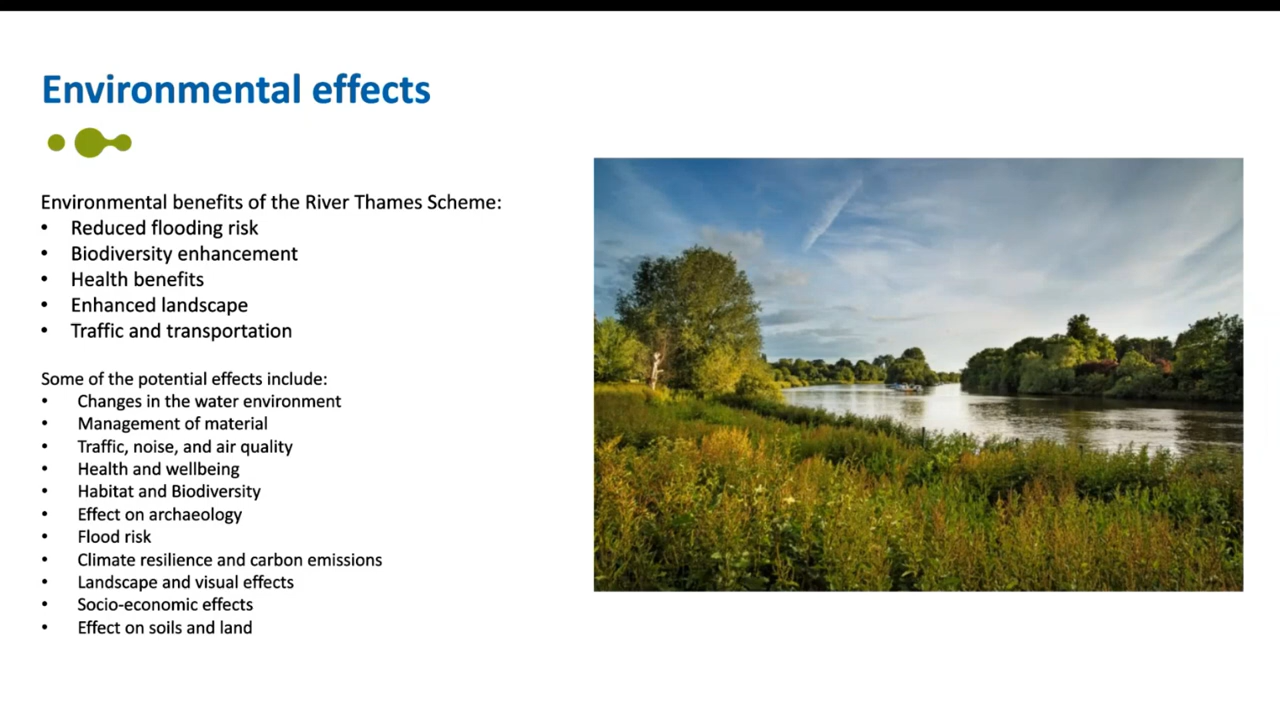 Environmental effects
Environmental benefits of the River Thames Scheme:
• Reduced flooding risk
• Biodiversity enhancement
• Health benefits
• Enhanced landscape
• Traffic and transportation
Some of the potential effects include:
• Changes in the water environment
• Management of material
• Traffic, noise, and air quality
• Health and wellbeing
• Habitat and Biodiversity
• Effect on archaeology
• Flood risk
• Climate resilience and carbon emissions
• Landscape and visual effects
• Socio-economic effects
• Effect on soils and land